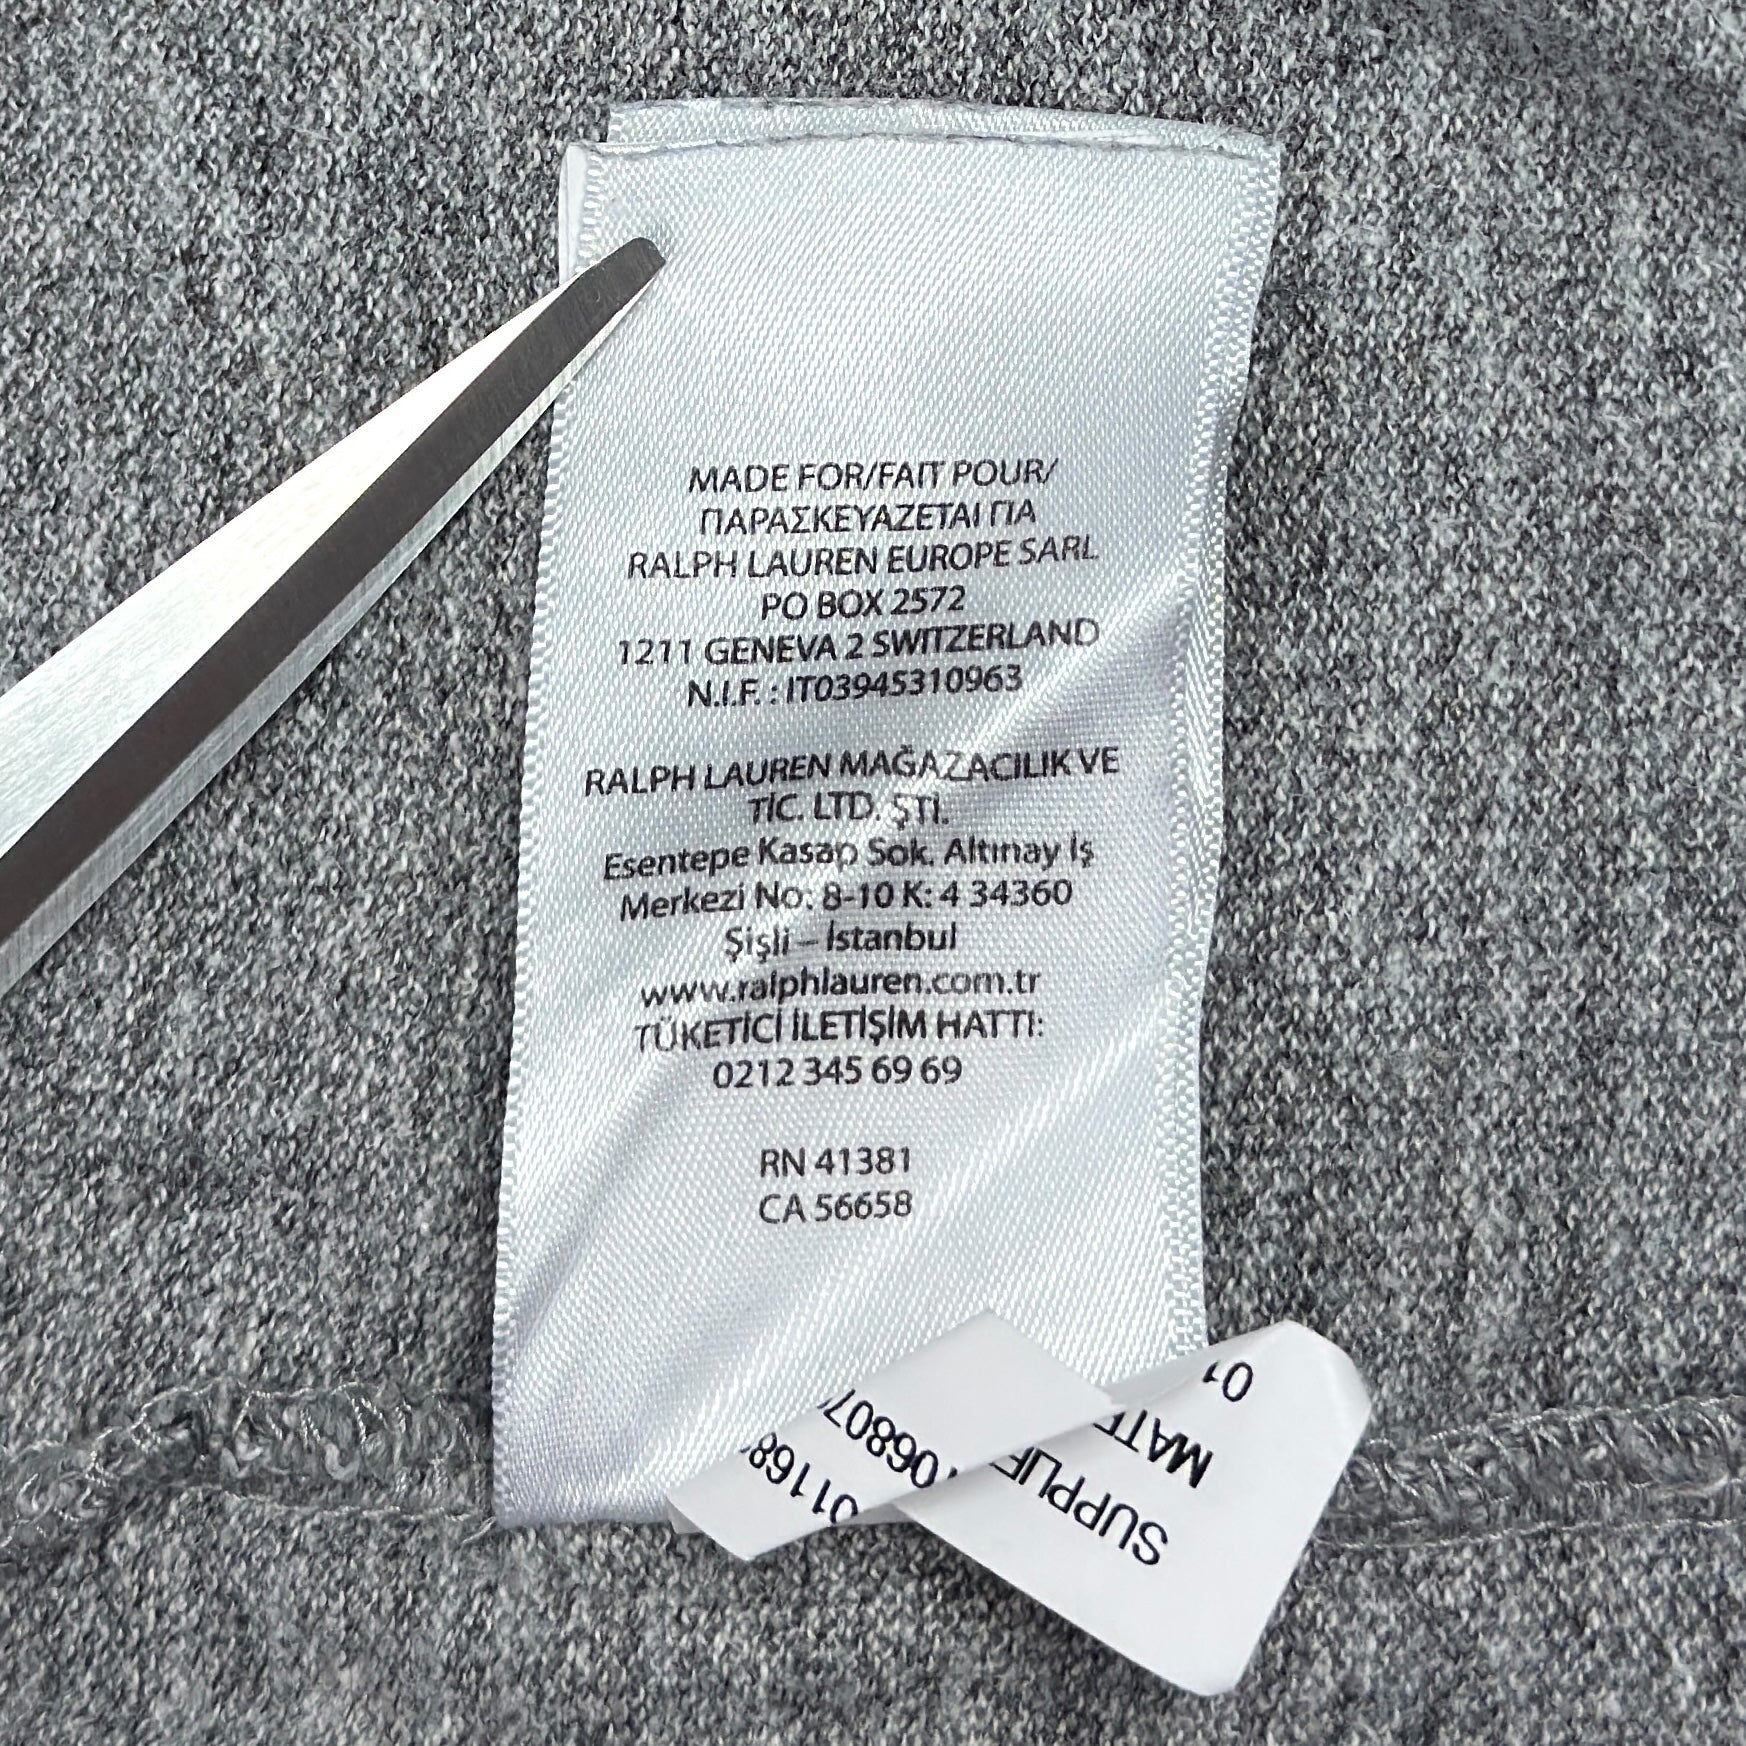 MADE FOR/FAIT POUR/
ΠΑΡΑΣΚΕΥΑΖΕΤΑΙ ΓΙΑ
RALPH LAUREN EUROPE SARL
PO BOX 2572
1211 GENEVA 2 SWITZERLAND
N.I.F. : IT03945310963
RALPH LAUREN MAĞAZACILIK VE
TİC. LTD. ŞTİ.
Esentepe Kasap Sok. Altınay İş
Merkezi No: 8-10 K: 4 34360
Şişli – İstanbul
www.ralphlauren.com.tr
TÜKETİCİ İLETİŞİM HATTI:
0212 345 69 69
RN 41381
CA 56658
01